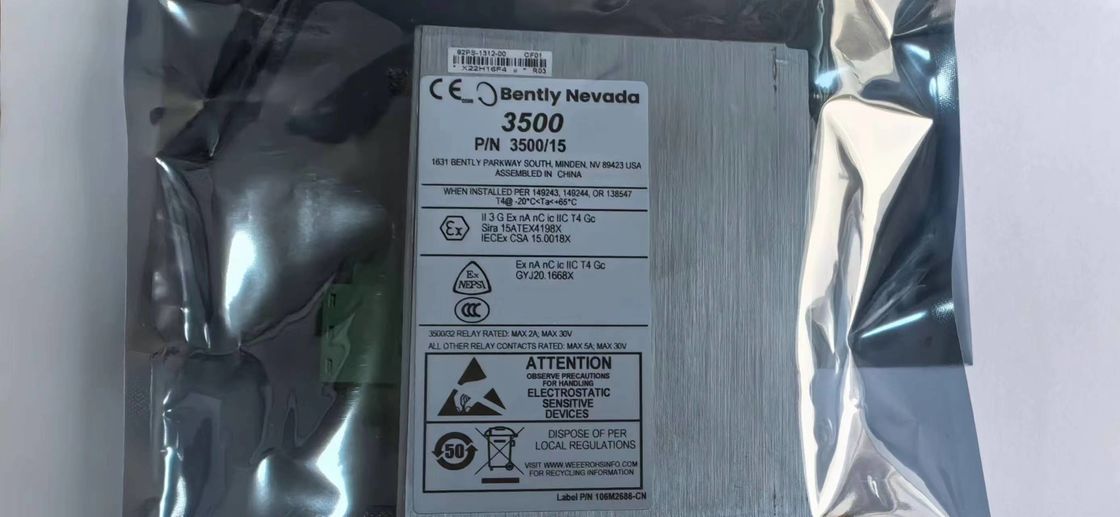 92PS-1312-00 CF01
X22H16F4 R03
CE Bently Nevada
3500
P/N 3500/15
1631 BENTLY PARKWAY SOUTH, MINDEN, NV 89423 USA
ASSEMBLED IN CHINA
WHEN INSTALLED PER 149243, 149244, OR 138547
T4@ -20°C<Ta<+65°C
Ex
II 3 G Ex nA nC ic IIC T4 Gc
Sira 15ATEX4198X
IECEx CSA 15.0018X
Ex
NEPSI
Ex nA nC ic IIC T4 Gc
GYJ20.1668X
CCC
3500/32 RELAY RATED: MAX 2A; MAX 30V
ALL OTHER RELAY CONTACTS RATED: MAX 5A; MAX 30V
ATTENTION
OBSERVE PRECAUTIONS
FOR HANDLING
ELECTROSTATIC
SENSITIVE
DEVICES
50
DISPOSE OF PER
LOCAL REGULATIONS
VISIT WWW.WEEEROHSINFO.COM
FOR RECYCLING INFORMATION
Label P/N 106M2686-CN